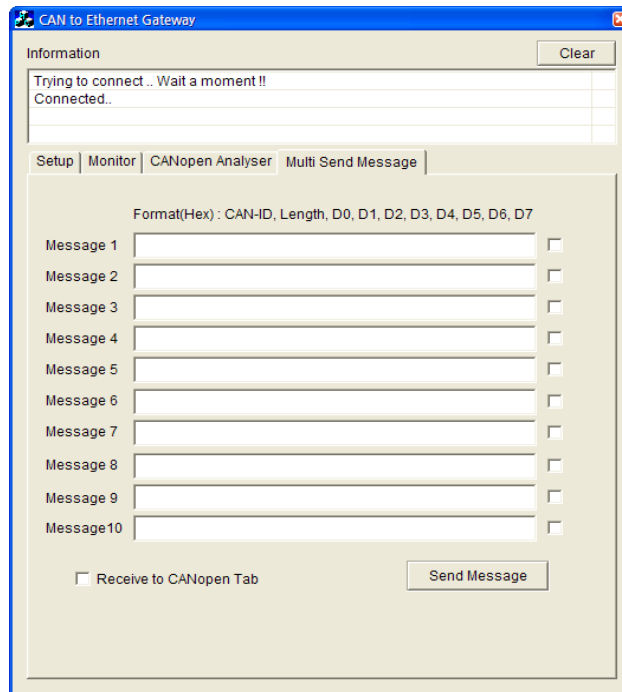 CAN to Ethernet Gateway
Information
Clear
Trying to connect .. Wait a moment !!
Connected..
Setup Monitor CANopen Analyser Multi Send Message
Format(Hex) : CAN-ID, Length, D0, D1, D2, D3, D4, D5, D6, D7
Message 1
Message 2
Message 3
Message 4
Message 5
Message 6
Message 7
Message 8
Message 9
Message10
Receive to CANopen Tab
Send Message